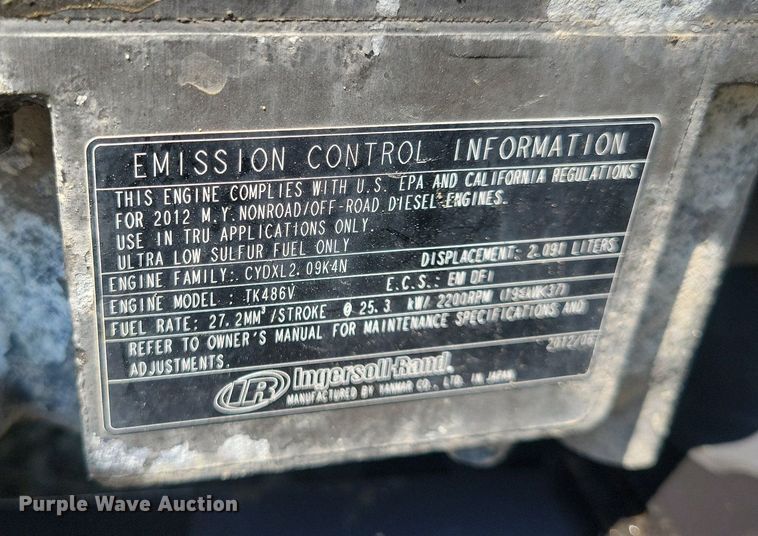 EMISSION CONTROL INFORMATION
THIS ENGINE COMPLIES WITH U.S. EPA AND CALIFORNIA REGULATIONS
FOR 2012 M.Y. NONROAD/OFF-ROAD DIESEL ENGINES.
USE IN TRU APPLICATIONS ONLY.
ULTRA LOW SULFUR FUEL ONLY
ENGINE FAMILY: CYDXL2.09K4N DISPLACEMENT: 2.091 LITERS
ENGINE MODEL : TK486V E.C.S.: EM DFI
FUEL RATE: 27.2MM³/STROKE @ 25.3 kW/ 2200RPM (19≤kW<37)
REFER TO OWNER'S MANUAL FOR MAINTENANCE SPECIFICATIONS AND
ADJUSTMENTS. 2012/06
IR Ingersoll-Rand.
MANUFACTURED BY YANMAR CO., LTD. IN JAPAN
Purple Wave Auction